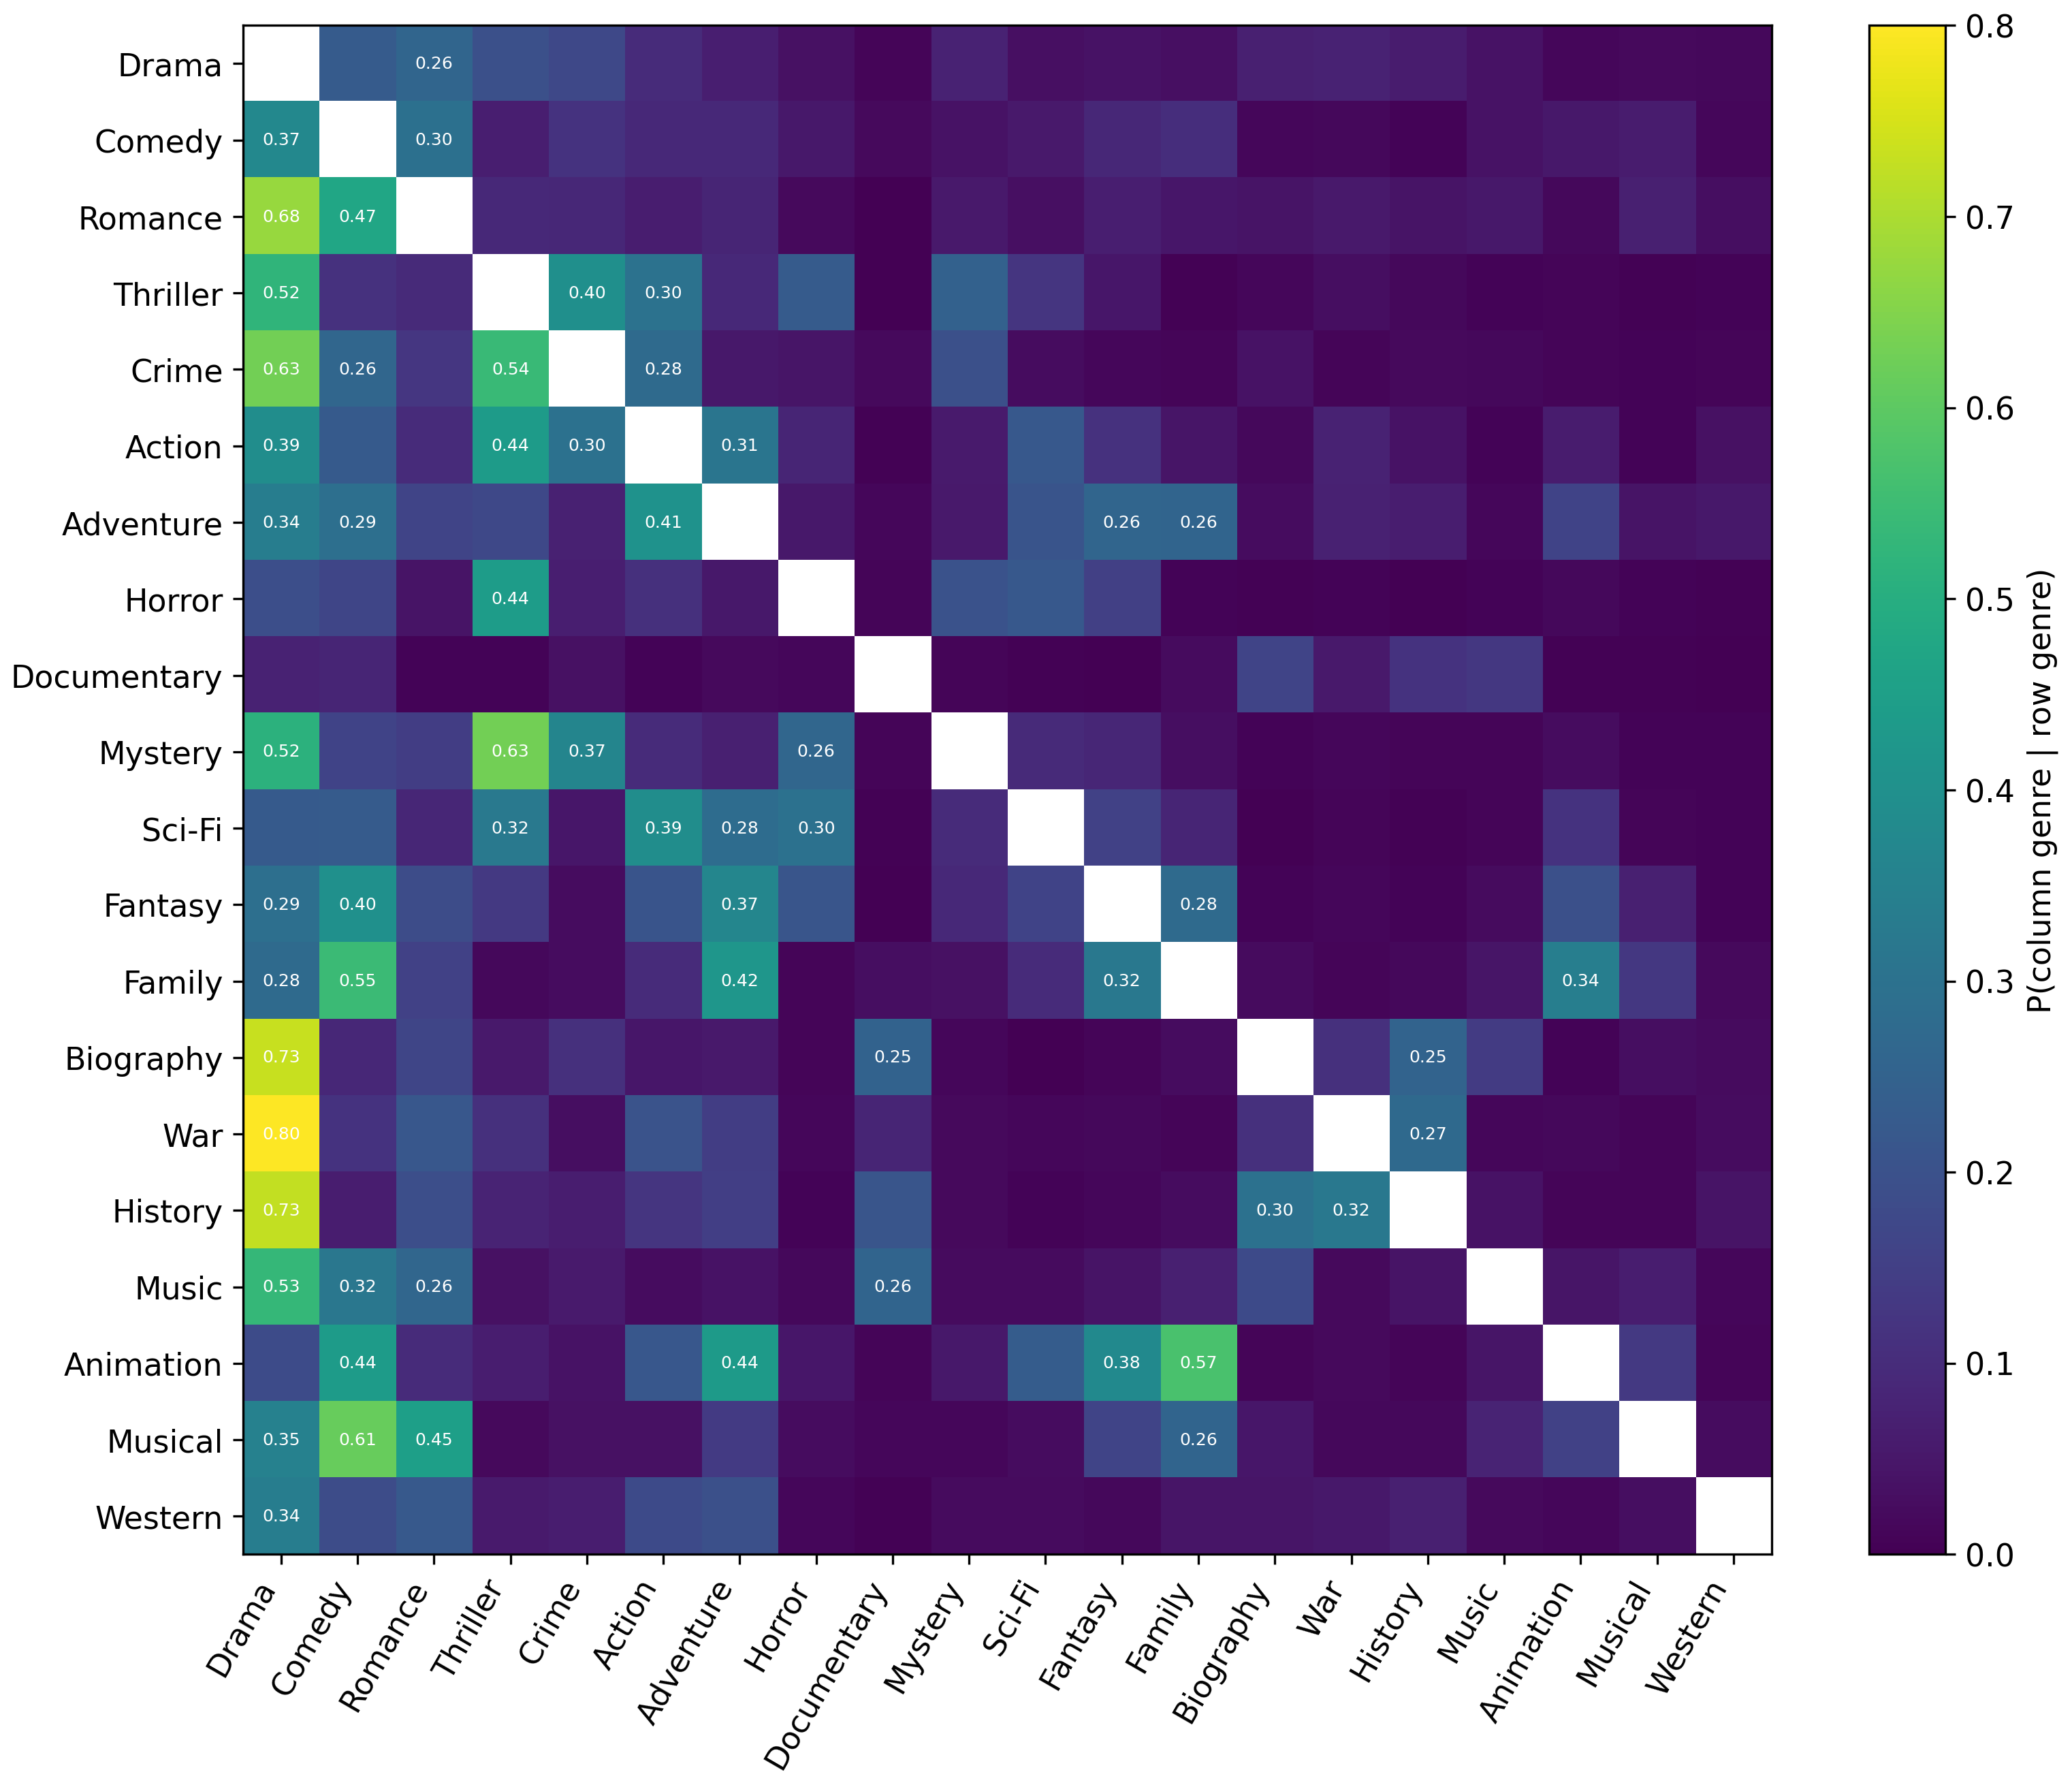 Drama 0.26
Comedy 0.37 0.30
Romance 0.68 0.47
Thriller 0.52 0.40 0.30
Crime 0.63 0.26 0.54 0.28
Action 0.39 0.44 0.30 0.31
Adventure 0.34 0.29 0.41 0.26 0.26
Horror 0.44
Documentary
Mystery 0.52 0.63 0.37 0.26
Sci-Fi 0.32 0.39 0.28 0.30
Fantasy 0.29 0.40 0.37 0.28
Family 0.28 0.55 0.42 0.32 0.34
Biography 0.73 0.25 0.25
War 0.80 0.27
History 0.73 0.30 0.32
Music 0.53 0.32 0.26 0.26
Animation 0.44 0.44 0.38 0.57
Musical 0.35 0.61 0.45 0.26
Western 0.34
Drama Comedy Romance Thriller Crime Action Adventure Horror Documentary Mystery Sci-Fi Fantasy Family Biography War History Music Animation Musical Western
0.8
0.7
0.6
0.5
0.4
0.3
0.2
0.1
0.0
P(column genre | row genre)